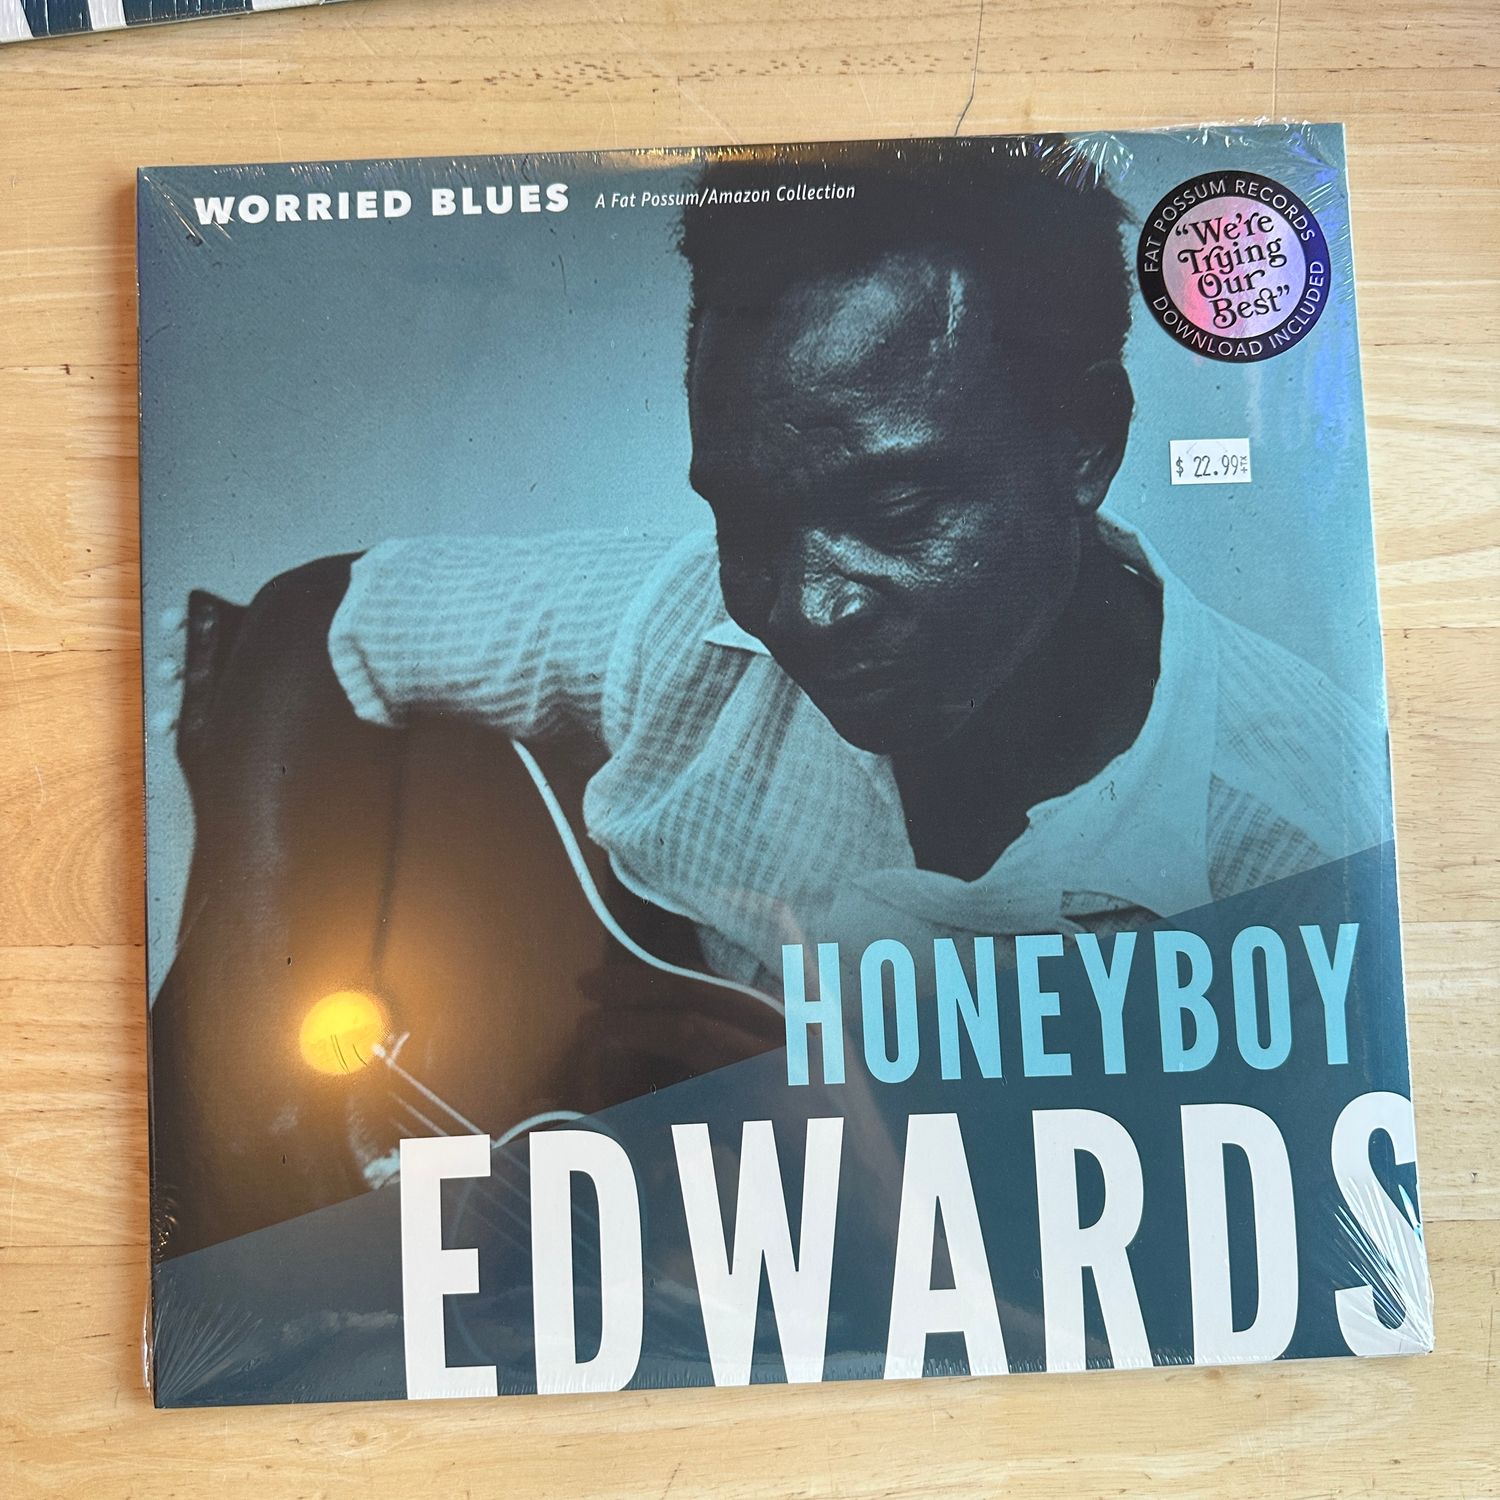 WORRIED BLUES A Fat Possum/Amazon Collection
FAT POSSUM RECORDS
"We're
Trying
Our
Best"
DOWNLOAD INCLUDED
$ 22.99 +TX
HONEYBOY
EDWARDS